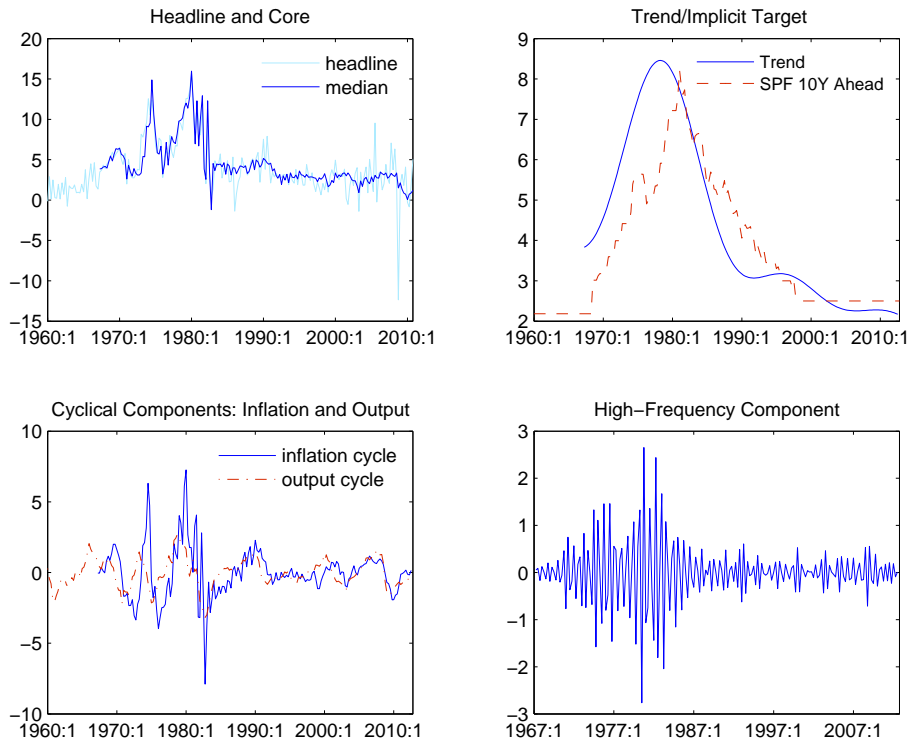 Headline and Core
20
15
10
5
0
−5
−10
−15
1960:1 1970:1 1980:1 1990:1 2000:1 2010:1
headline
median
Trend/Implicit Target
9
8
7
6
5
4
3
2
1960:1 1970:1 1980:1 1990:1 2000:1 2010:1
Trend
SPF 10Y Ahead
Cyclical Components: Inflation and Output
10
5
0
−5
−10
1960:1 1970:1 1980:1 1990:1 2000:1 2010:1
inflation cycle
output cycle
High−Frequency Component
3
2
1
0
−1
−2
−3
1967:1 1977:1 1987:1 1997:1 2007:1